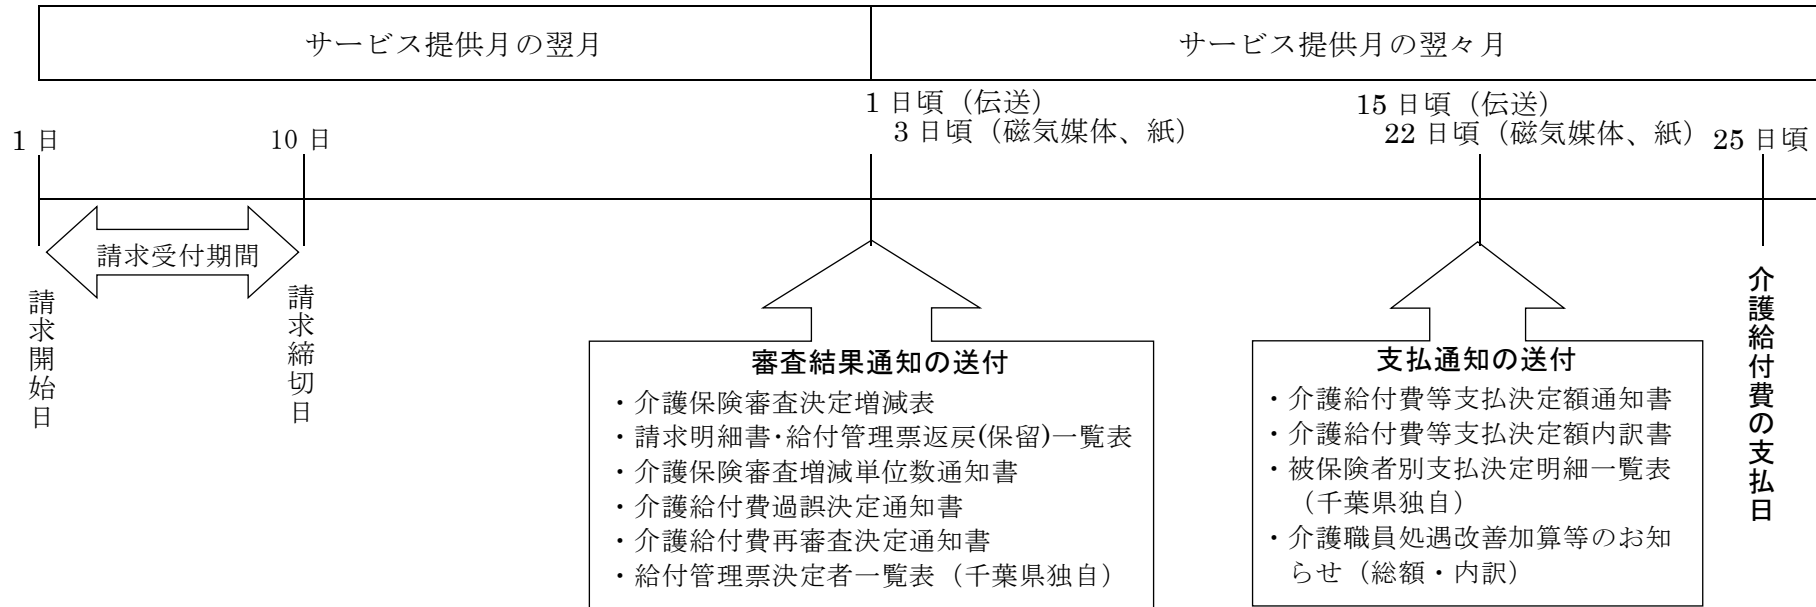 サービス提供月の翌月
サービス提供月の翌々月
1日
10日
1日頃（伝送）
3日頃（磁気媒体、紙）
15日頃（伝送）
22日頃（磁気媒体、紙）
25日頃
請求受付期間
請求開始日
請求締切日
審査結果通知の送付
・介護保険審査決定増減表
・請求明細書･給付管理票返戻(保留)一覧表
・介護保険審査増減単位数通知書
・介護給付費過誤決定通知書
・介護給付費再審査決定通知書
・給付管理票決定者一覧表（千葉県独自）
支払通知の送付
・介護給付費等支払決定額通知書
・介護給付費等支払決定額内訳書
・被保険者別支払決定明細一覧表
（千葉県独自）
・介護職員処遇改善加算等のお知
らせ（総額・内訳）
介護給付費の支払日